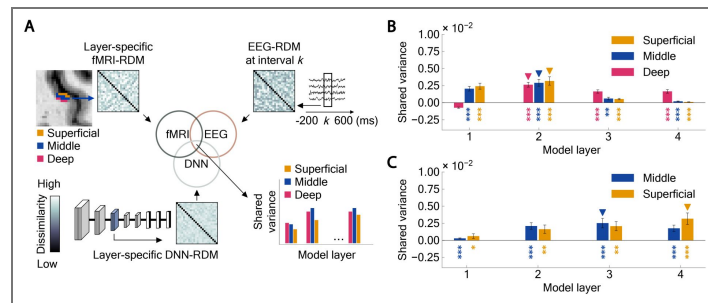 A
Layer-specific
fMRI-RDM
EEG-RDM
at interval k
-200 k 600 (ms)
Superficial
Middle
Deep
fMRI
EEG
DNN
High
Dissimilarity
Low
Layer-specific DNN-RDM
Superficial
Middle
Deep
Shared
variance
...
Model layer
B
×10⁻²
Shared variance
1.00
0.75
0.50
0.25
0.00
−0.25
Superficial
Middle
Deep
1 2 3 4
Model layer
C
×10⁻²
Shared variance
1.00
0.75
0.50
0.25
0.00
−0.25
Middle
Superficial
1 2 3 4
Model layer